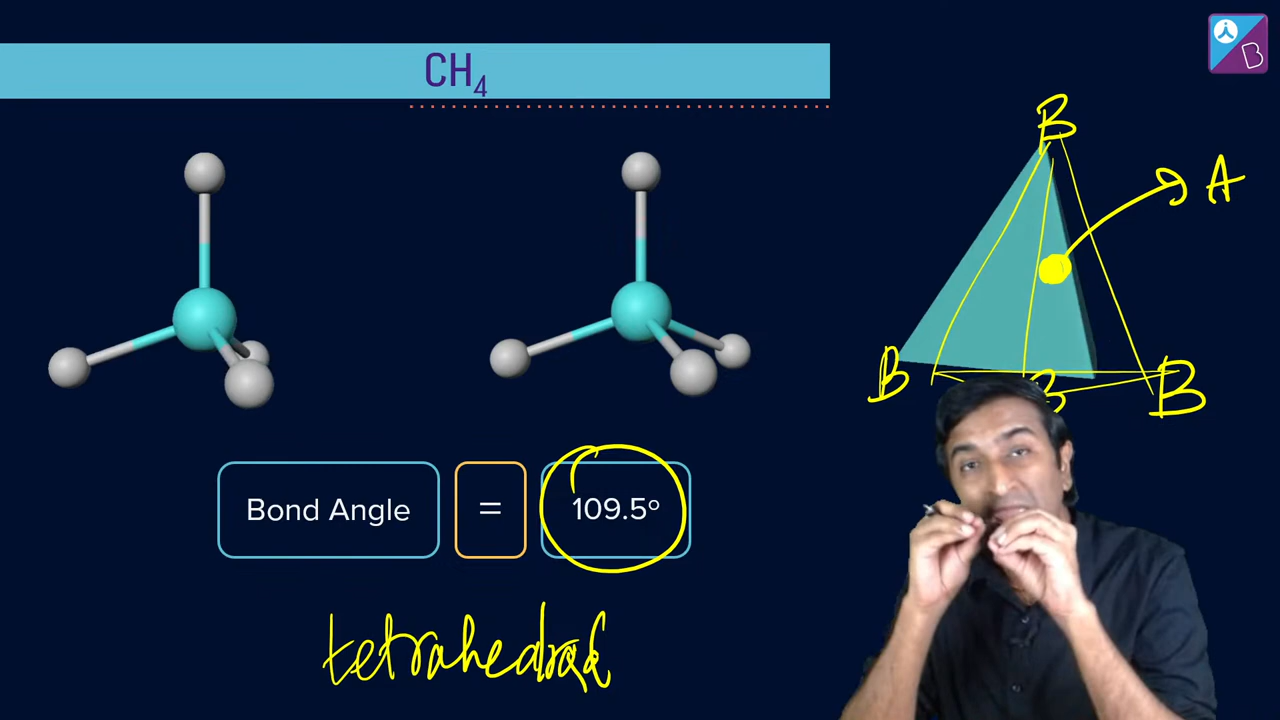 CH₄
B
A
B B B
Bond Angle = 109.5°
tetrahedral
B